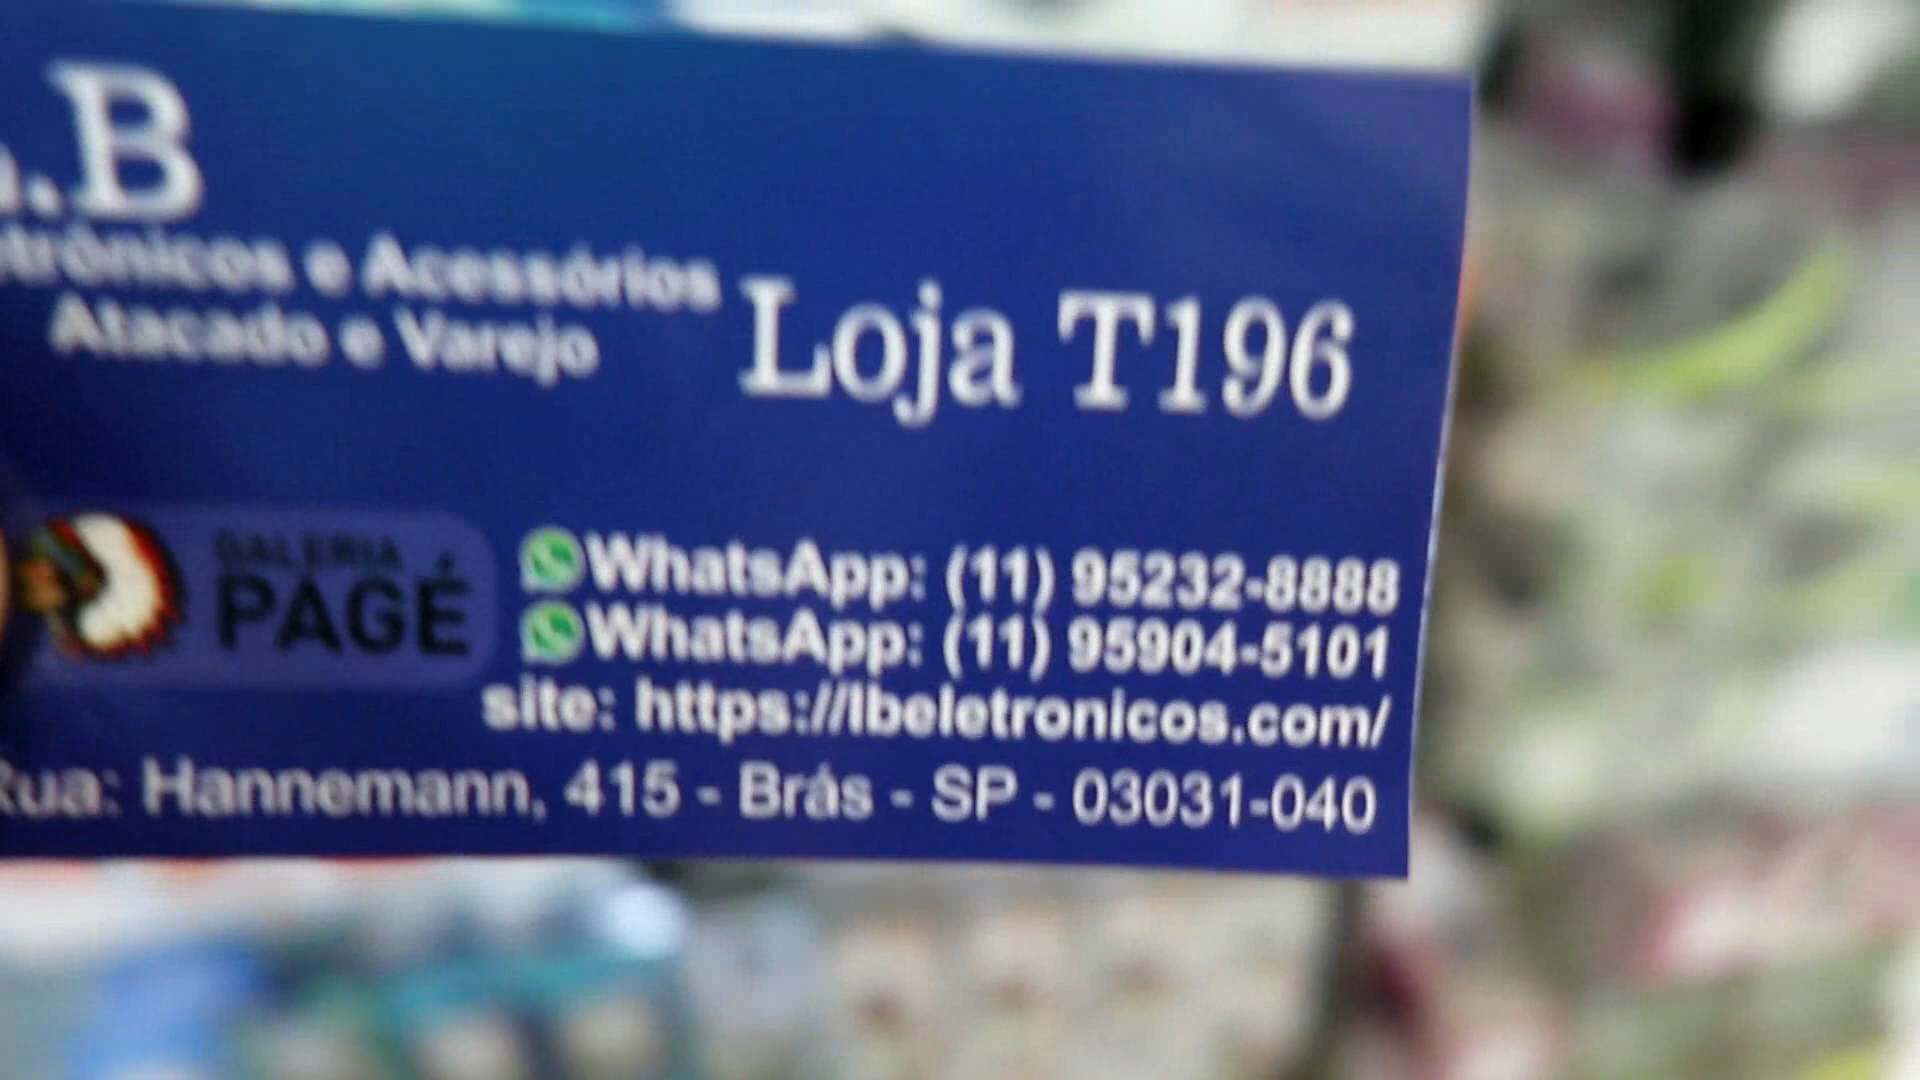 .B
trônicos e Acessórios
Atacado e Varejo
Loja T196
GALERIA
PAGÉ
WhatsApp: (11) 95232-8888
WhatsApp: (11) 95904-5101
site: https://lbeletronicos.com/
Rua: Hannemann, 415 - Brás - SP - 03031-040